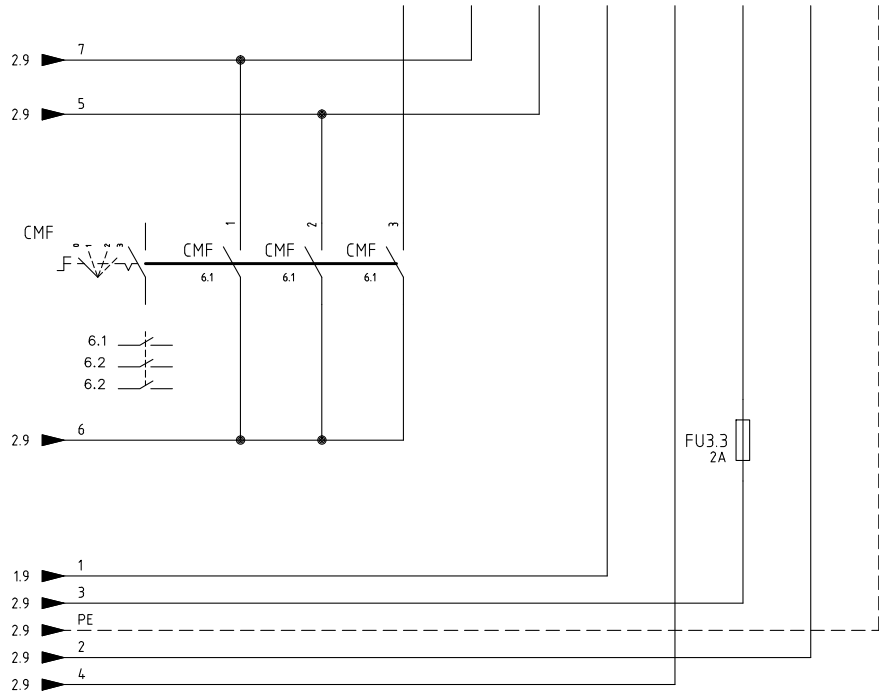 2.9 7
2.9 5
CMF
0 1 2 3
1 2 3
CMF CMF CMF
6.1 6.1 6.1
6.1
6.2
6.2
2.9 6
FU3.3
2A
1.9 1
2.9 3
2.9 PE
2.9 2
2.9 4